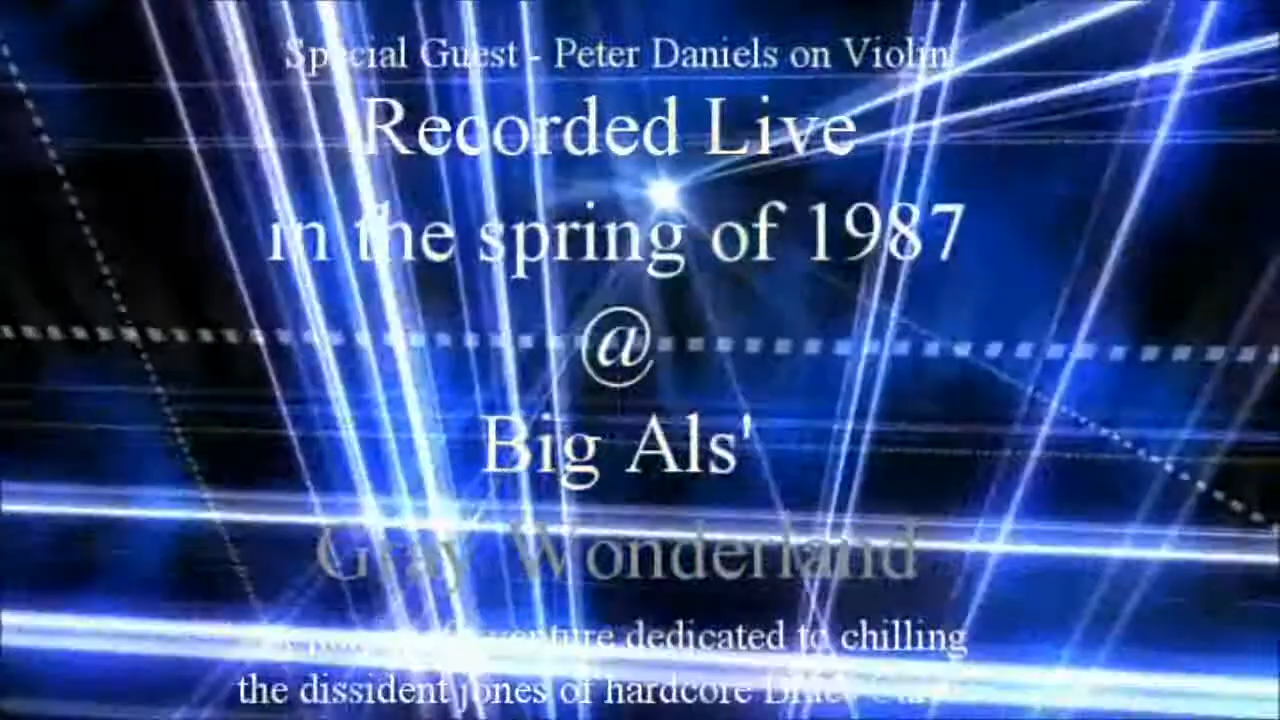 Special Guest - Peter Daniels on Violin
Recorded Live
in the spring of 1987
@
Big Als'
Gray Wonderland
venture dedicated to chilling
the dissident jones of hardcore